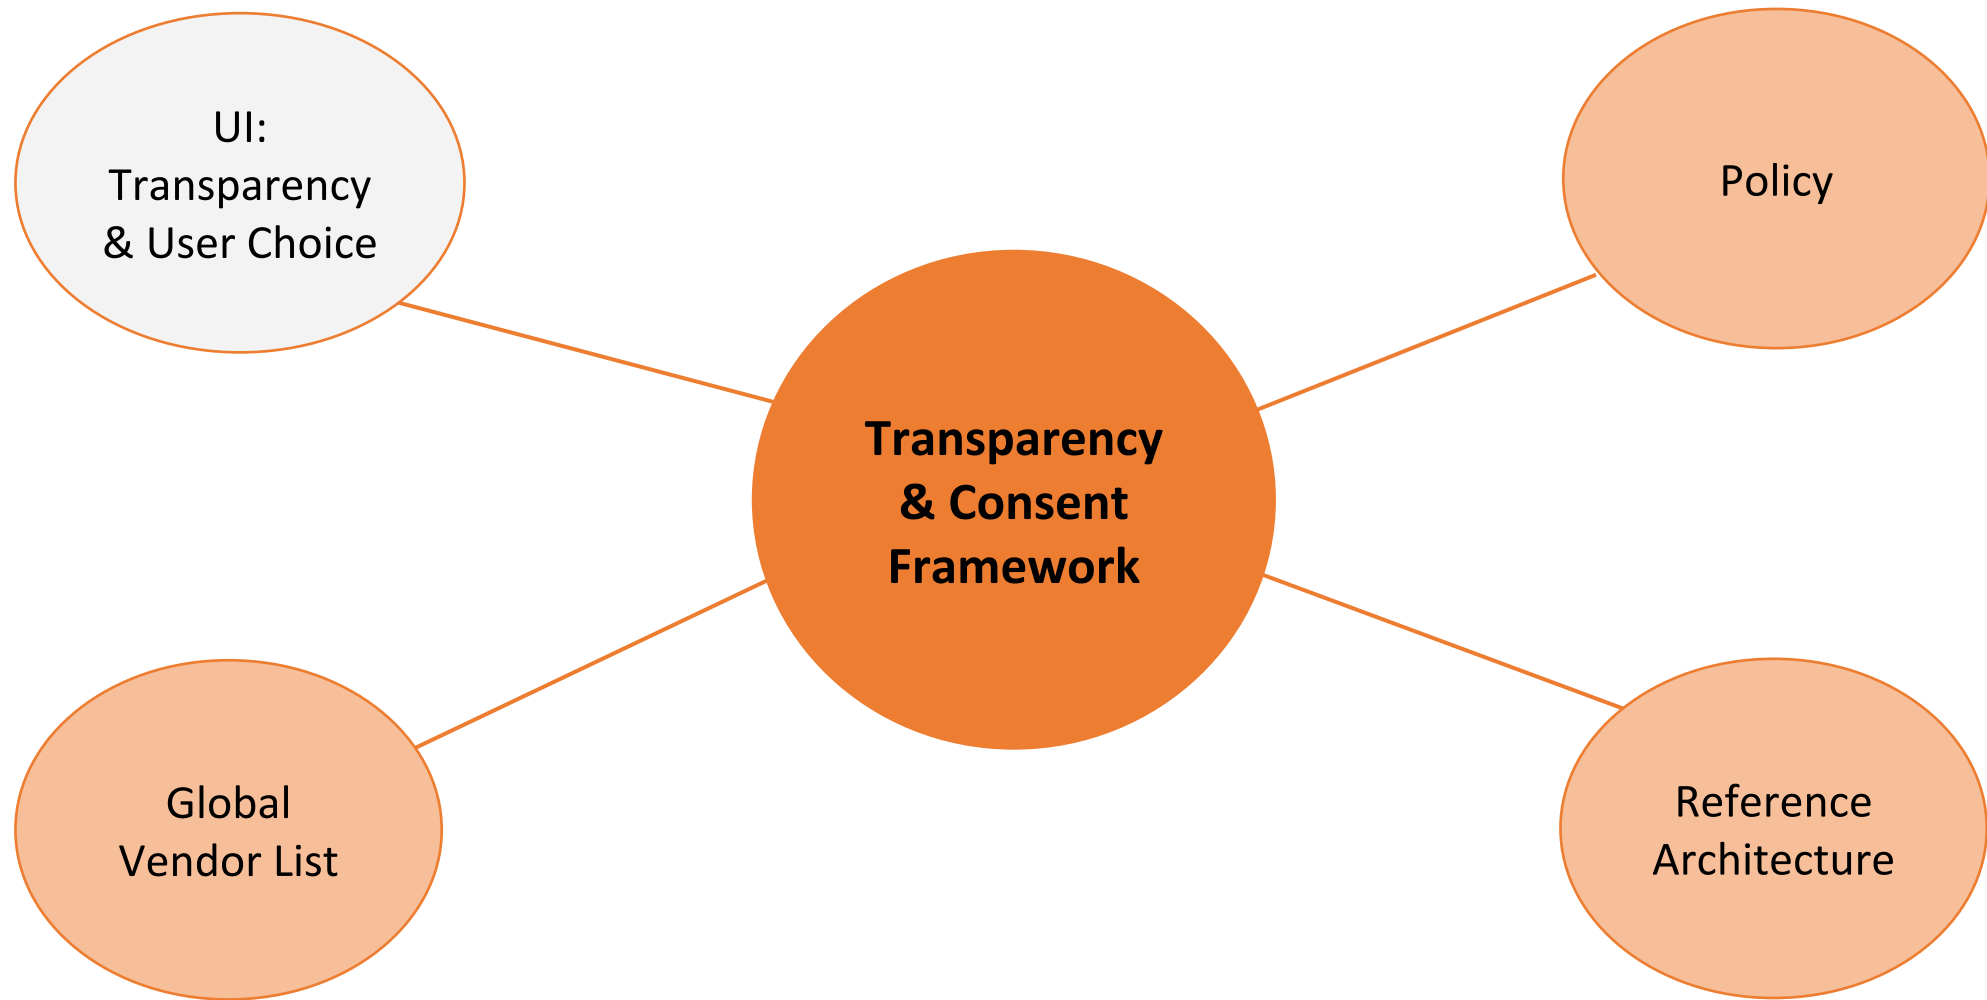 UI:
Transparency
& User Choice
Policy
Transparency
& Consent
Framework
Global
Vendor List
Reference
Architecture